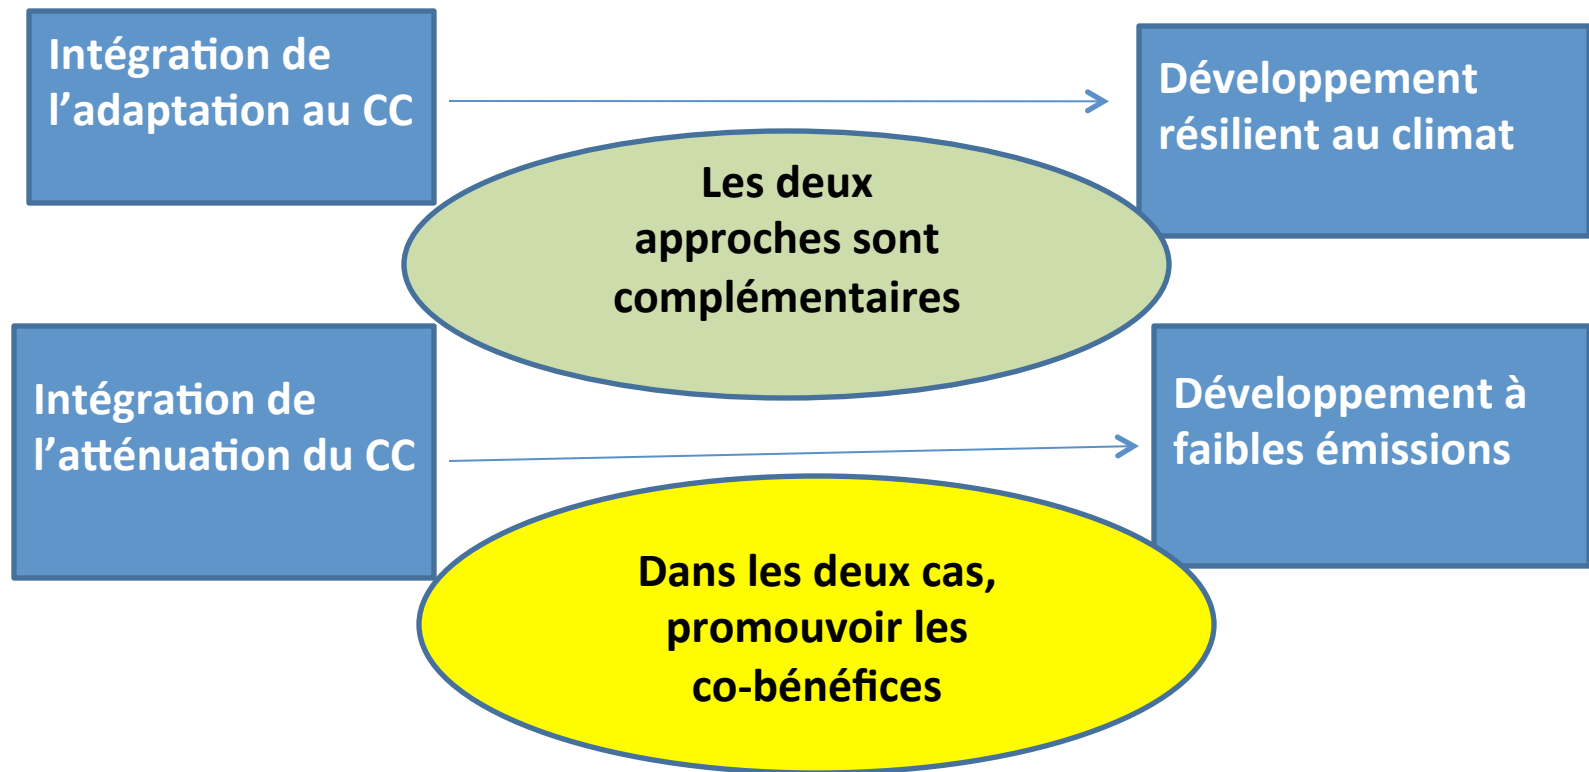 Intégration de
l’adaptation au CC
Développement
résilient au climat
Les deux
approches sont
complémentaires
Intégration de
l’atténuation du CC
Développement à
faibles émissions
Dans les deux cas,
promouvoir les
co-bénéfices